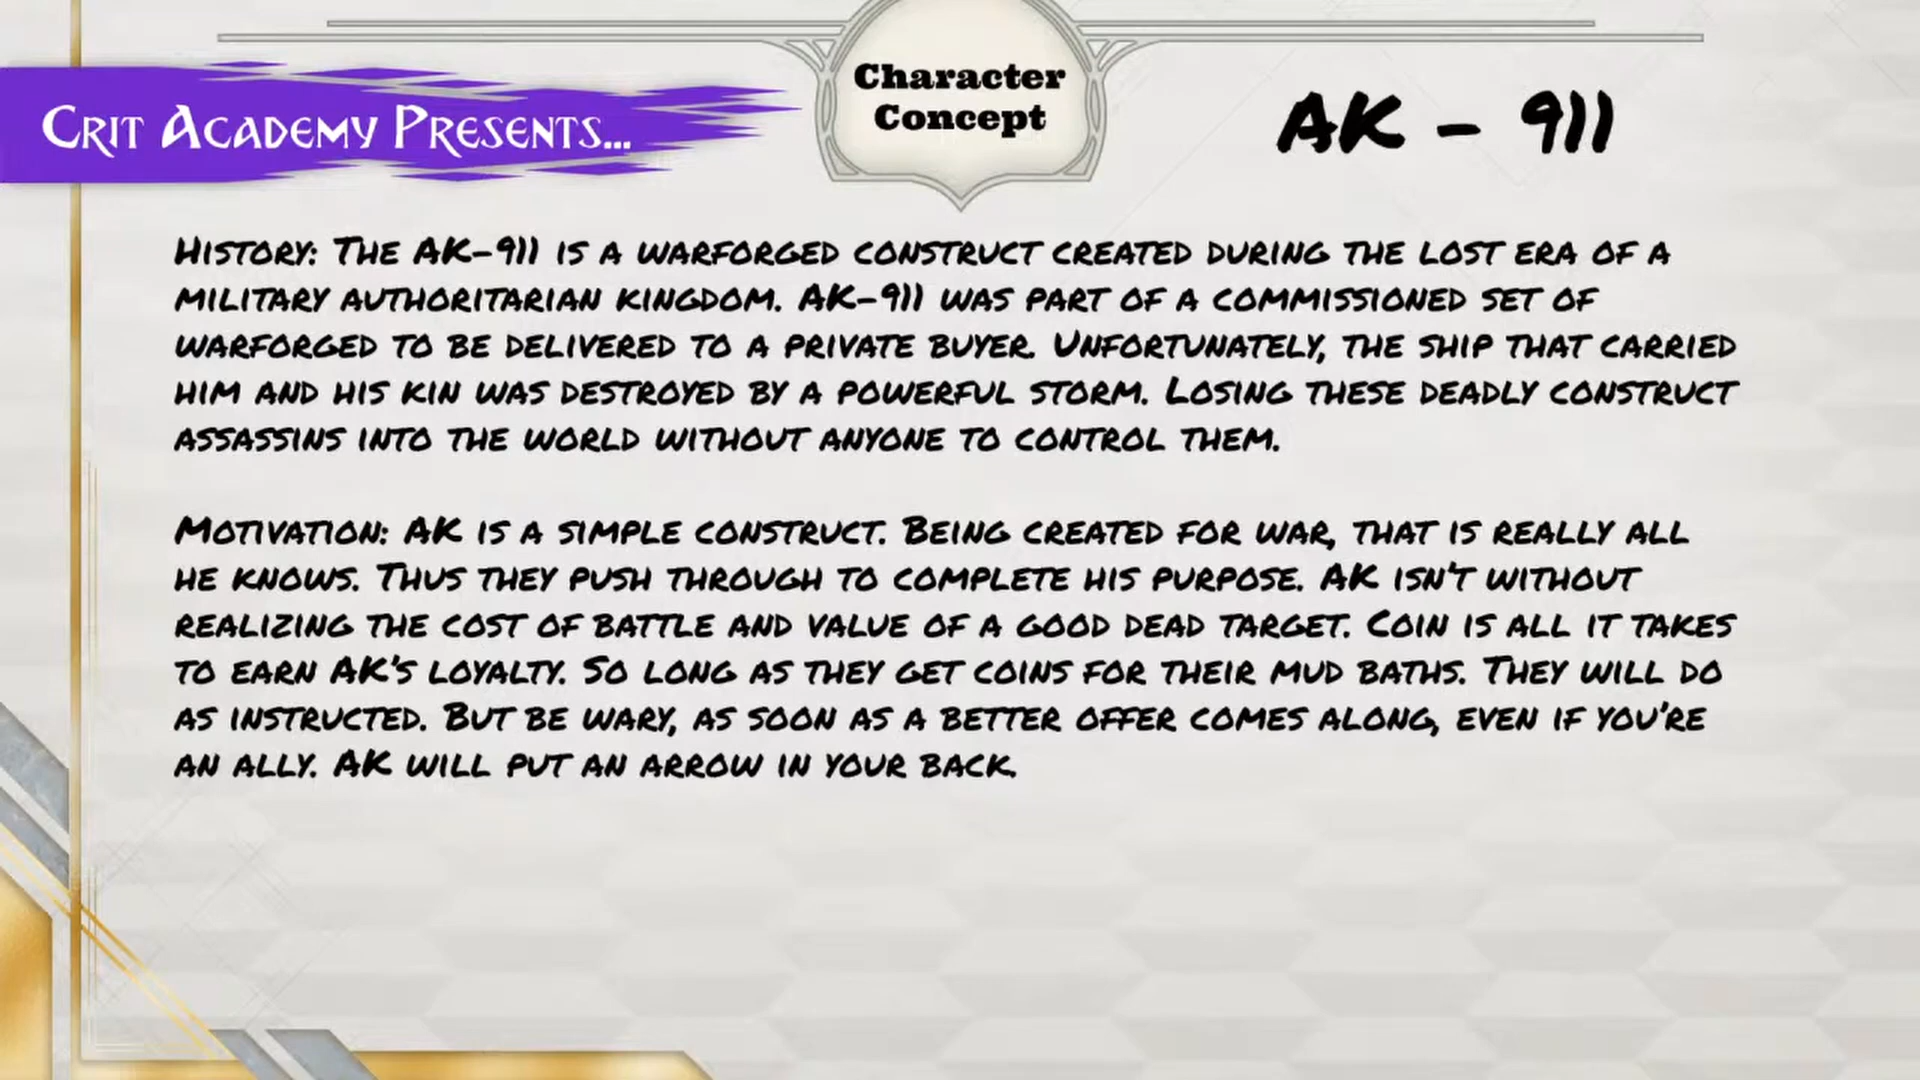 Crit Academy Presents...
Character
Concept
AK - 911
History: The AK-911 is a warforged construct created during the lost era of a
military authoritarian kingdom. AK-911 was part of a commissioned set of
warforged to be delivered to a private buyer. Unfortunately, the ship that carried
him and his kin was destroyed by a powerful storm. Losing these deadly construct
assassins into the world without anyone to control them.
Motivation: AK is a simple construct. Being created for war, that is really all
he knows. Thus they push through to complete his purpose. AK isn't without
realizing the cost of battle and value of a good dead target. Coin is all it takes
to earn AK's loyalty. So long as they get coins for their mud baths. They will do
as instructed. But be wary, as soon as a better offer comes along, even if you're
an ally. AK will put an arrow in your back.